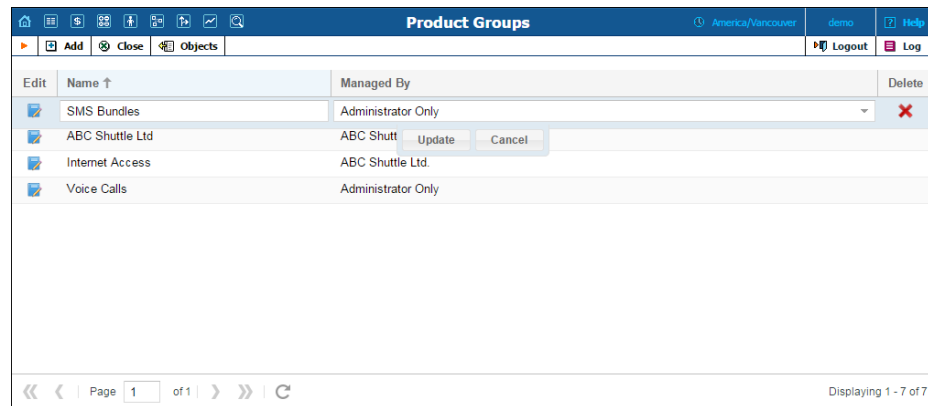 $ Product Groups America/Vancouver demo ? Help
Add Close Objects Logout Log
Edit Name ↑ Managed By Delete
SMS Bundles Administrator Only
ABC Shuttle Ltd ABC Shutt
Update Cancel
Internet Access ABC Shuttle Ltd.
Voice Calls Administrator Only
Page 1 of 1 Displaying 1 - 7 of 7